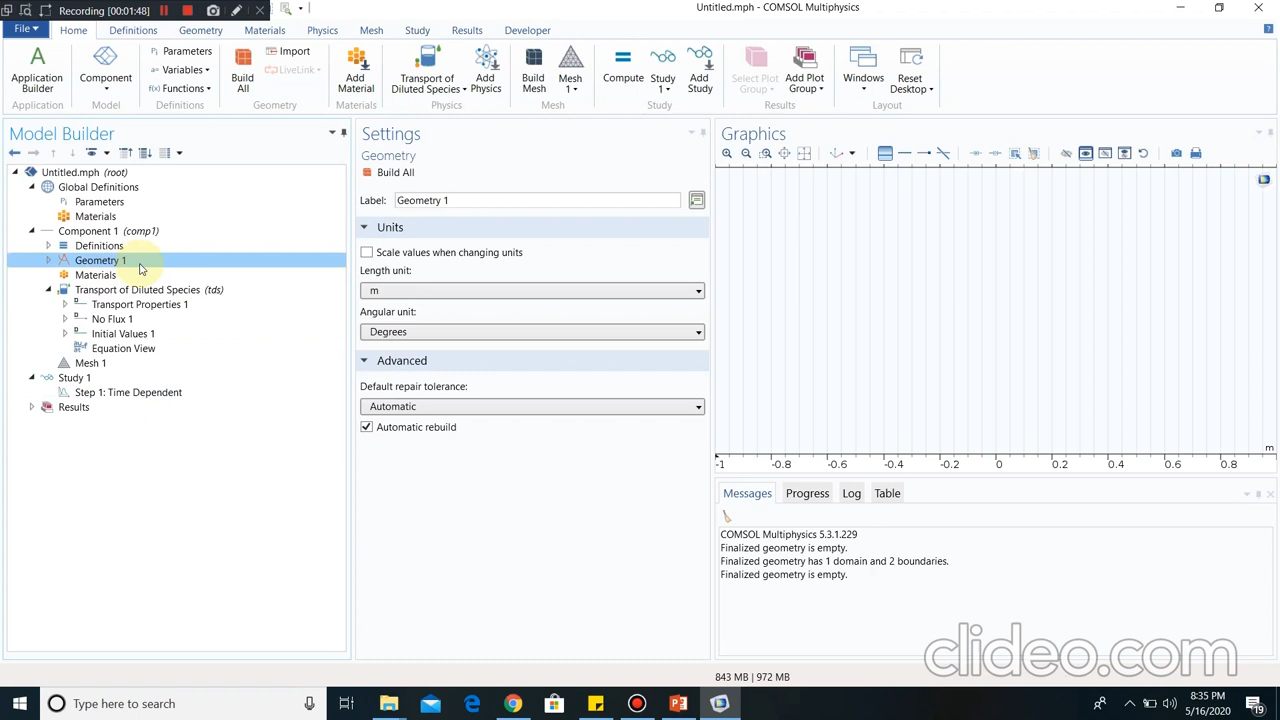 Recording [00:01:48]
Untitled.mph - COMSOL Multiphysics
File
Home
Definitions
Geometry
Materials
Physics
Mesh
Study
Results
Developer
Application Builder
Component
Parameters
Variables
Functions
Build All
Import
LiveLink
Add Material
Transport of Diluted Species
Add Physics
Build Mesh
Mesh 1
Compute
Study 1
Add Study
Select Plot Group
Add Plot Group
Windows
Reset Desktop
Application
Model
Definitions
Geometry
Materials
Physics
Mesh
Study
Results
Layout
Model Builder
Untitled.mph (root)
Global Definitions
Parameters
Materials
Component 1 (comp1)
Definitions
Geometry 1
Materials
Transport of Diluted Species (tds)
Transport Properties 1
No Flux 1
Initial Values 1
Equation View
Mesh 1
Study 1
Step 1: Time Dependent
Results
Settings
Geometry
Build All
Label: Geometry 1
Units
Scale values when changing units
Length unit:
m
Angular unit:
Degrees
Advanced
Default repair tolerance:
Automatic
Automatic rebuild
Graphics
m
-1 -0.8 -0.6 -0.4 -0.2 0 0.2 0.4 0.6 0.8
Messages Progress Log Table
COMSOL Multiphysics 5.3.1.229
Finalized geometry is empty.
Finalized geometry has 1 domain and 2 boundaries.
Finalized geometry is empty.
clideo.com
843 MB | 972 MB
Type here to search
8:35 PM
5/16/2020
19